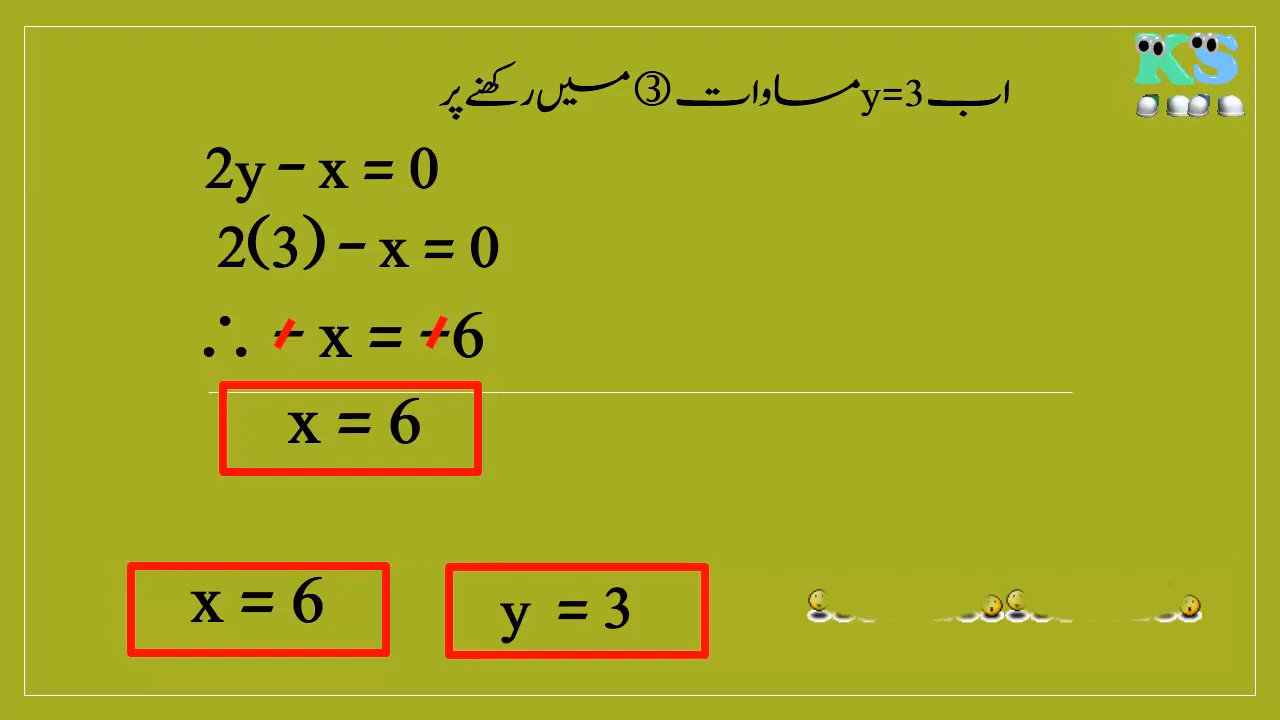 KS
اب y=3 مساوات ③ میں رکھنے پر
2y – x = 0
2(3) – x = 0
∴ – x = –6
x = 6
x = 6
y = 3